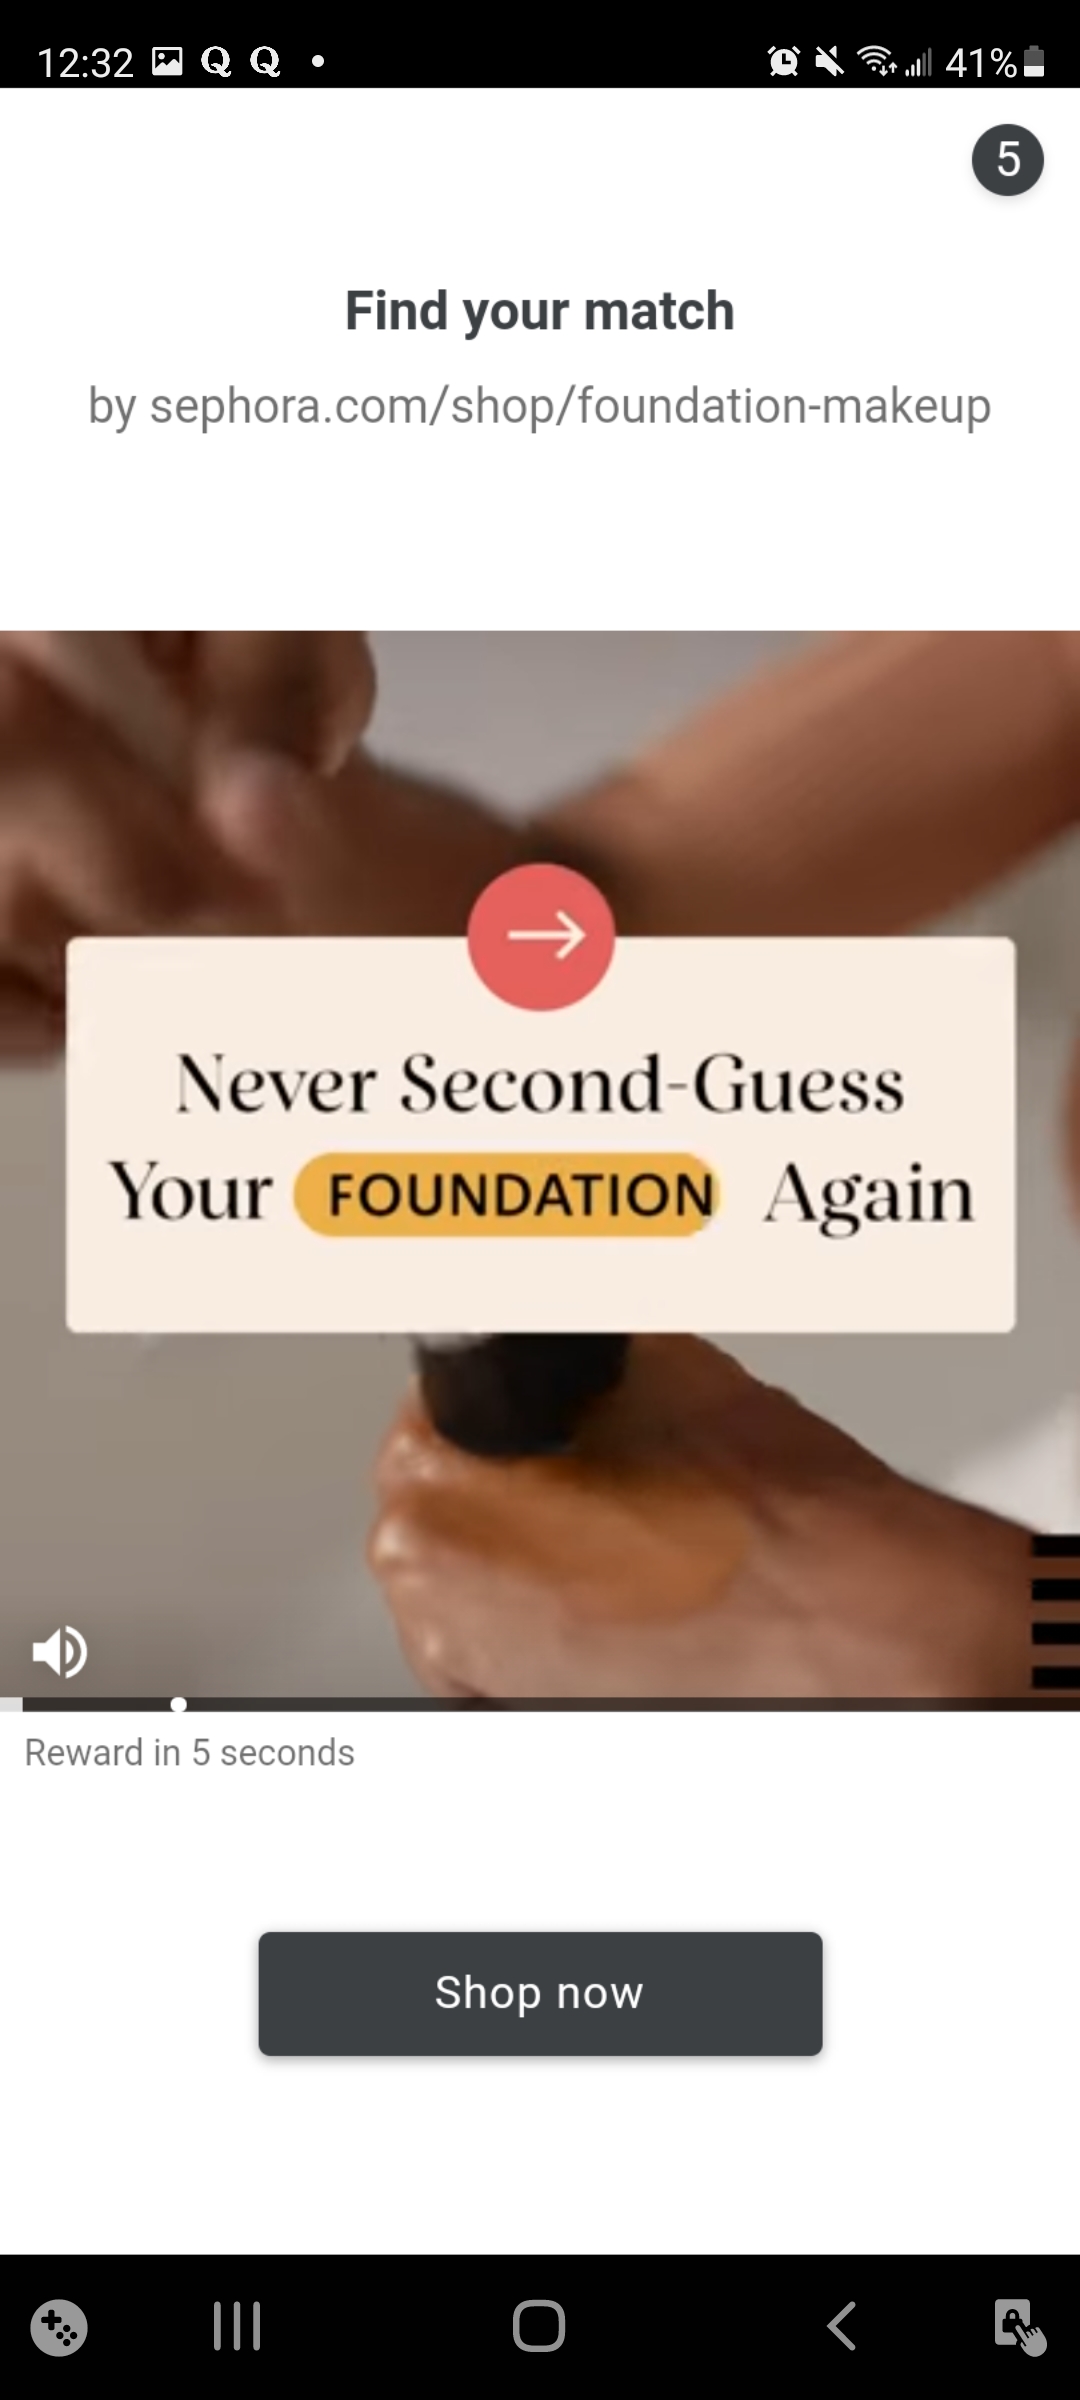 12:32 Q Q 41%
5
Find your match
by sephora.com/shop/foundation-makeup
Never Second-Guess
Your FOUNDATION Again
Reward in 5 seconds
Shop now